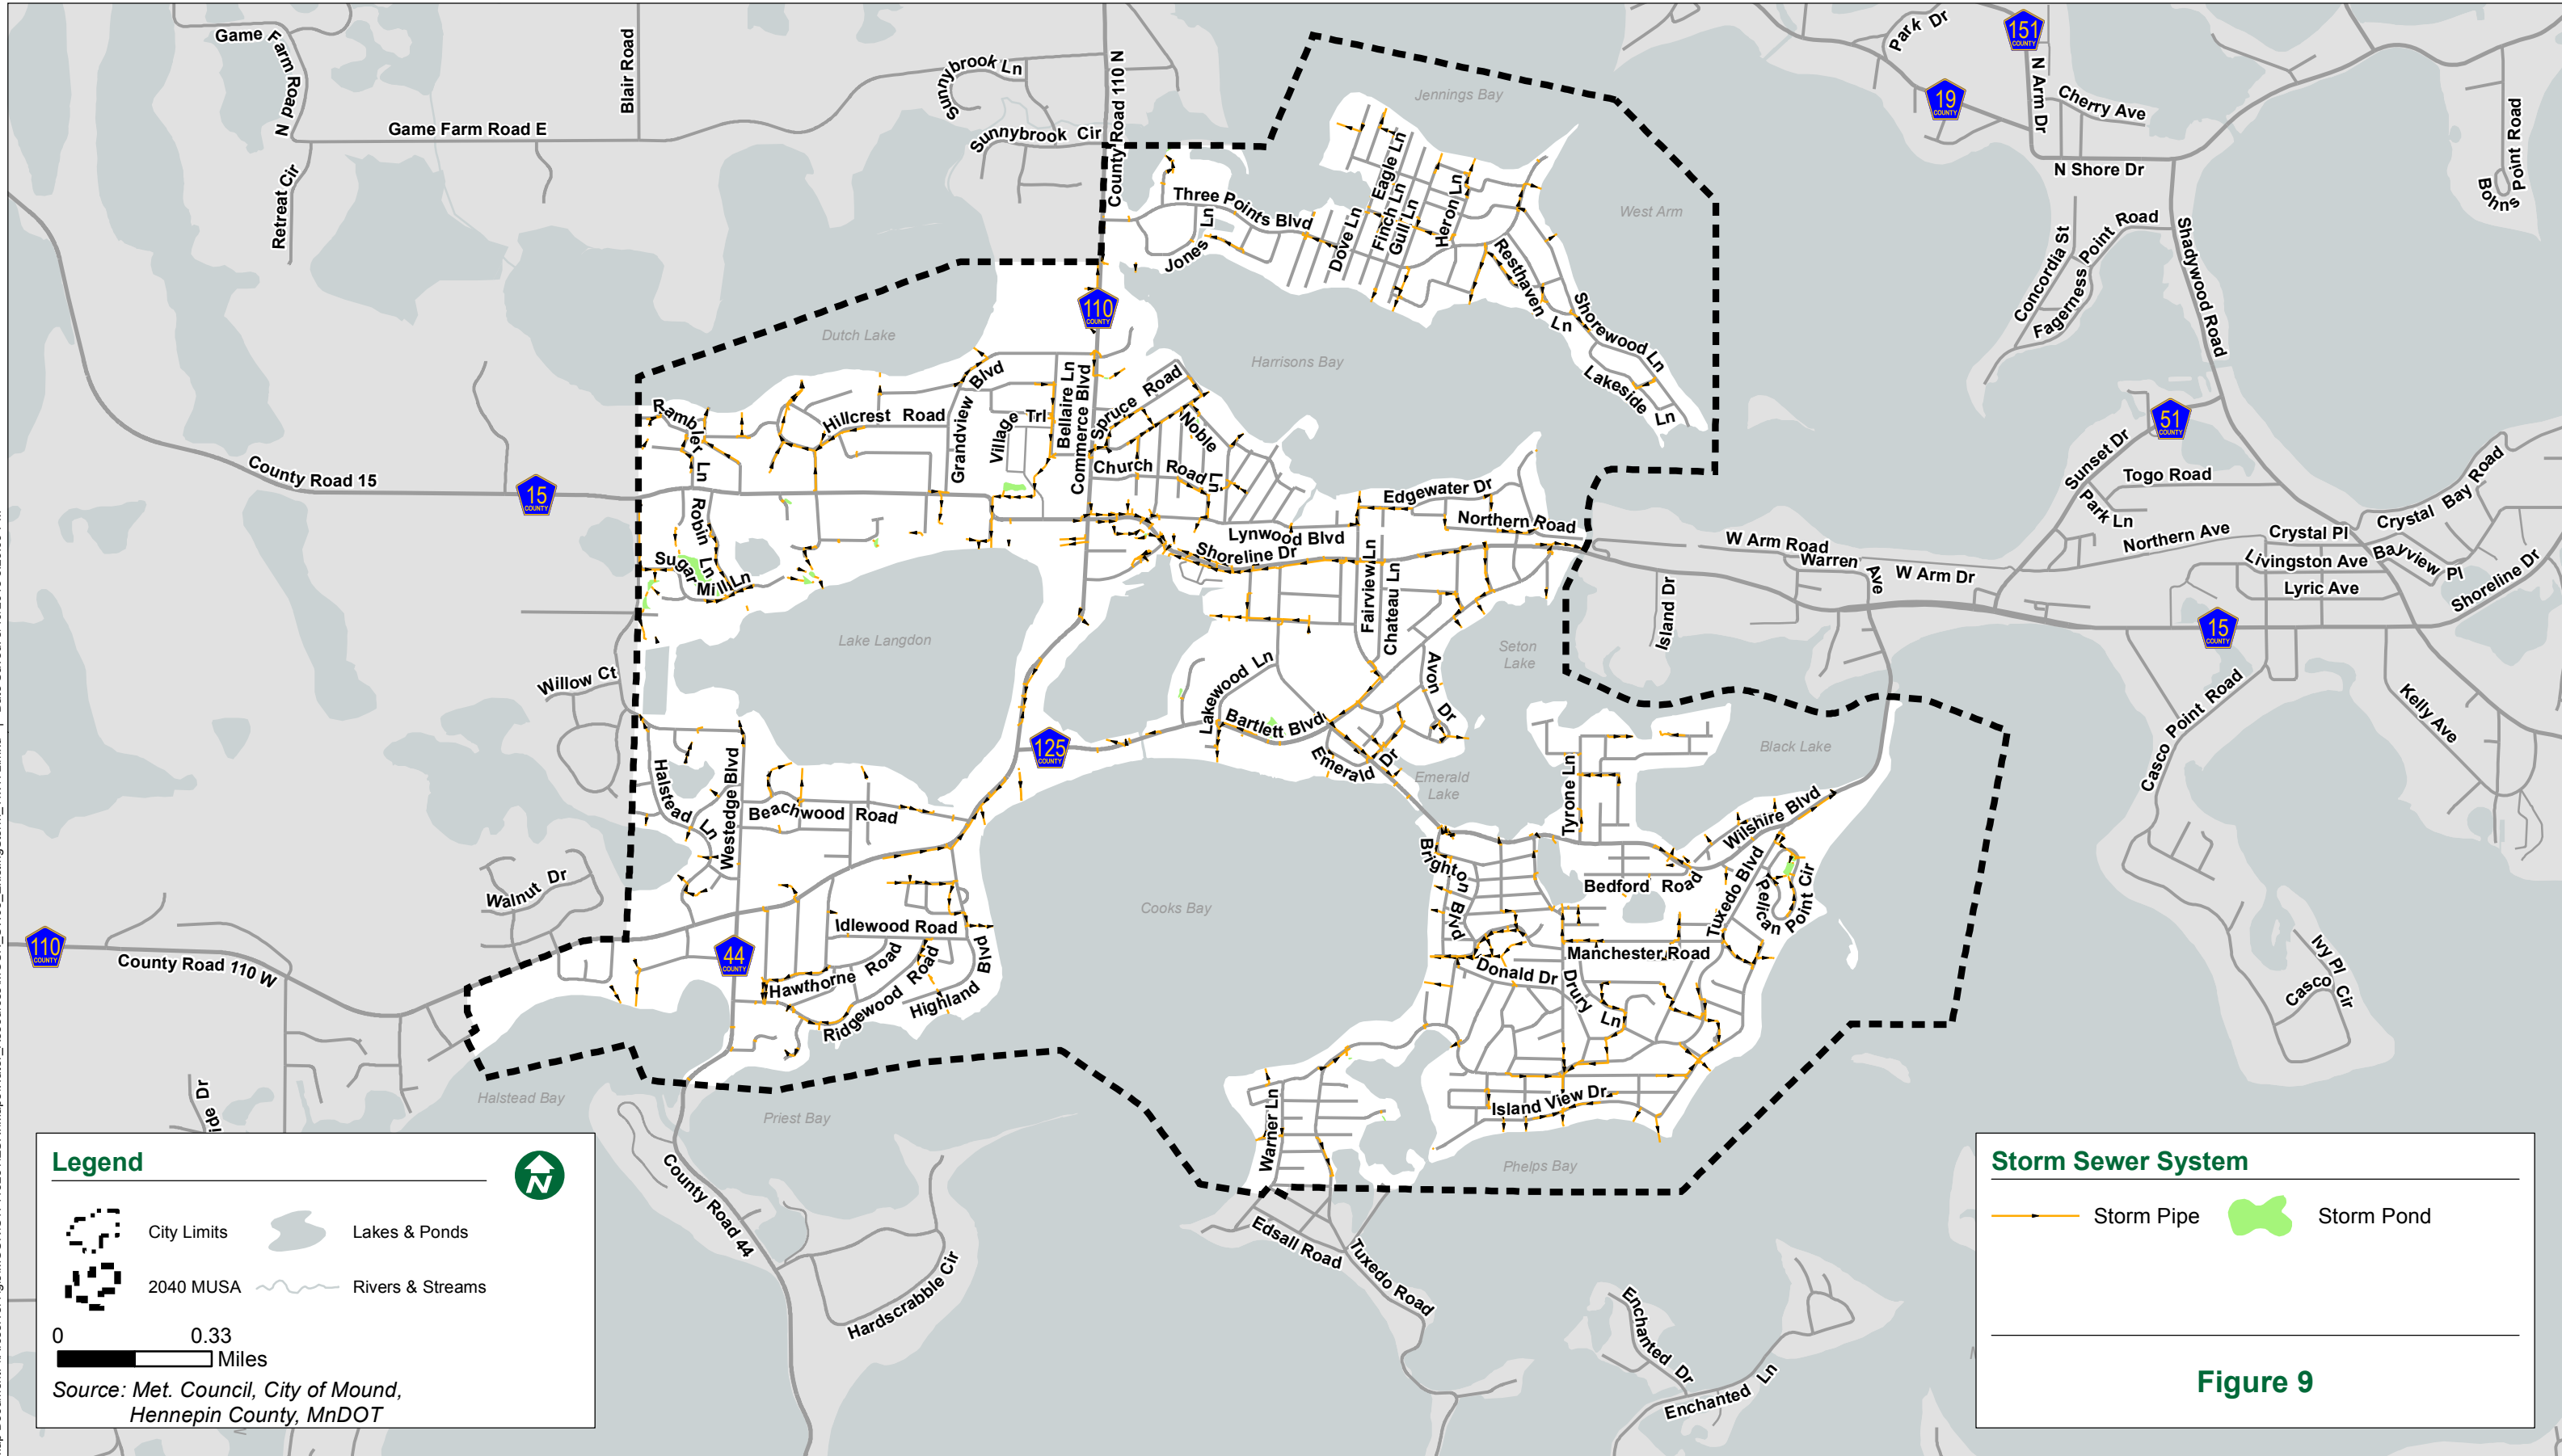 Game Farm Road N
Blair Road
Game Farm Road E
Retreat Cir
Sunnybrook Ln
Sunnybrook Cir
County Road 110 N
Jennings Bay
Park Dr
151
COUNTY
19
COUNTY
N Arm Dr
Cherry Ave
N Shore Dr
Bohns Point Road
Three Points Blvd
Jones Ln
Dove Ln
Eagle Ln
Finch Ln
Gull Ln
Heron Ln
Resthaven Ln
Shorewood Ln
Lakeside Ln
West Arm
Concordia St
Fagerness Point Road
Shadywood Road
110
COUNTY
Dutch Lake
Harrisons Bay
Rambler Ln
Hillcrest Road
Grandview Blvd
Village Trl
Bellaire Ln
Commerce Blvd
Spruce Road
Noble Ln
Church Road
County Road 15
15
COUNTY
Robin Ln
Sugar Mill Ln
Edgewater Dr
Northern Road
Lynwood Blvd
Shoreline Dr
Fairview Ln
Chateau Ln
51
COUNTY
Sunset Dr
Togo Road
Park Ln
Northern Ave
Crystal Pl
Crystal Bay Road
Livingston Ave
Bayview Pl
Lyric Ave
Shoreline Dr
W Arm Road
Warren Ave
W Arm Dr
Island Dr
15
COUNTY
Lake Langdon
Seton
Lake
Willow Ct
Lakewood Ln
Bartlett Blvd
Avon Dr
Emerald Dr
Emerald
Lake
125
COUNTY
Black Lake
Casco Point Road
Kelly Ave
Halstead Ln
Westedge Blvd
Beachwood Road
Tyrone Ln
Wilshire Blvd
Brighton Blvd
Bedford Road
Tuxedo Blvd
Pelican Point Cir
Walnut Dr
Cooks Bay
Idlewood Road
110
COUNTY
County Road 110 W
44
COUNTY
Hawthorne Road
Ridgewood Road
Highland Blvd
Manchester Road
Donald Dr
Drury Ln
Ivy Pl
Casco Cir
Island View Dr
Warner Ln
Halstead Bay
Priest Bay
Phelps Bay
County Road 44
Hardscrabble Cir
Edsall Road
Tuxedo Road
Enchanted Dr
Enchanted Ln
Legend
N
City Limits
Lakes & Ponds
2040 MUSA
Rivers & Streams
0 0.33
Miles
Source: Met. Council, City of Mound,
Hennepin County, MnDOT
Storm Sewer System
Storm Pipe
Storm Pond
Figure 9